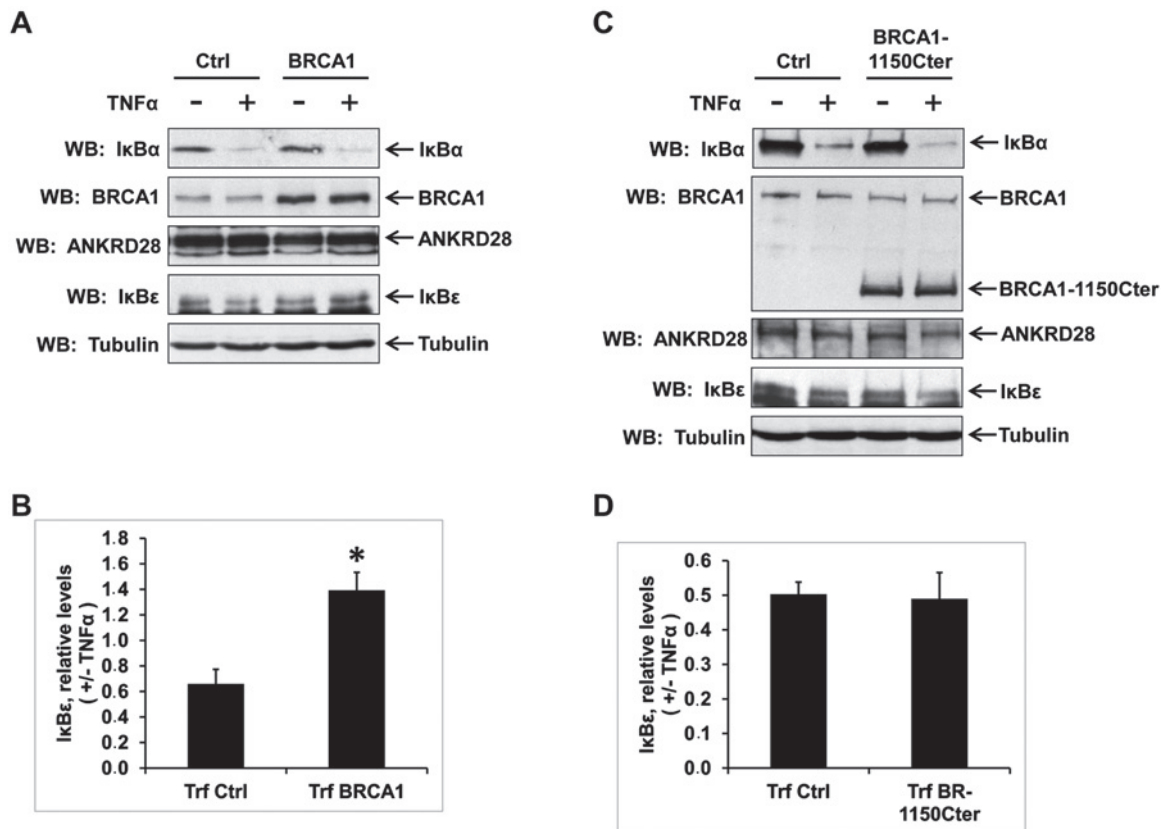 A
Ctrl BRCA1
TNFα - + - +
WB: IκBα IκBα
WB: BRCA1 BRCA1
WB: ANKRD28 ANKRD28
WB: IκBε IκBε
WB: Tubulin Tubulin
B
IκBε, relative levels
( +/- TNFα )
1.8
1.6
1.4
1.2
1.0
0.8
0.6
0.4
0.2
0.0
*
Trf Ctrl Trf BRCA1
C
Ctrl
BRCA1-
1150Cter
TNFα - + - +
WB: IκBα IκBα
WB: BRCA1 BRCA1
BRCA1-1150Cter
WB: ANKRD28 ANKRD28
WB: IκBε IκBε
WB: Tubulin Tubulin
D
IκBε, relative levels
( +/- TNFα )
0.6
0.5
0.4
0.3
0.2
0.1
0.0
Trf Ctrl
Trf BR-
1150Cter